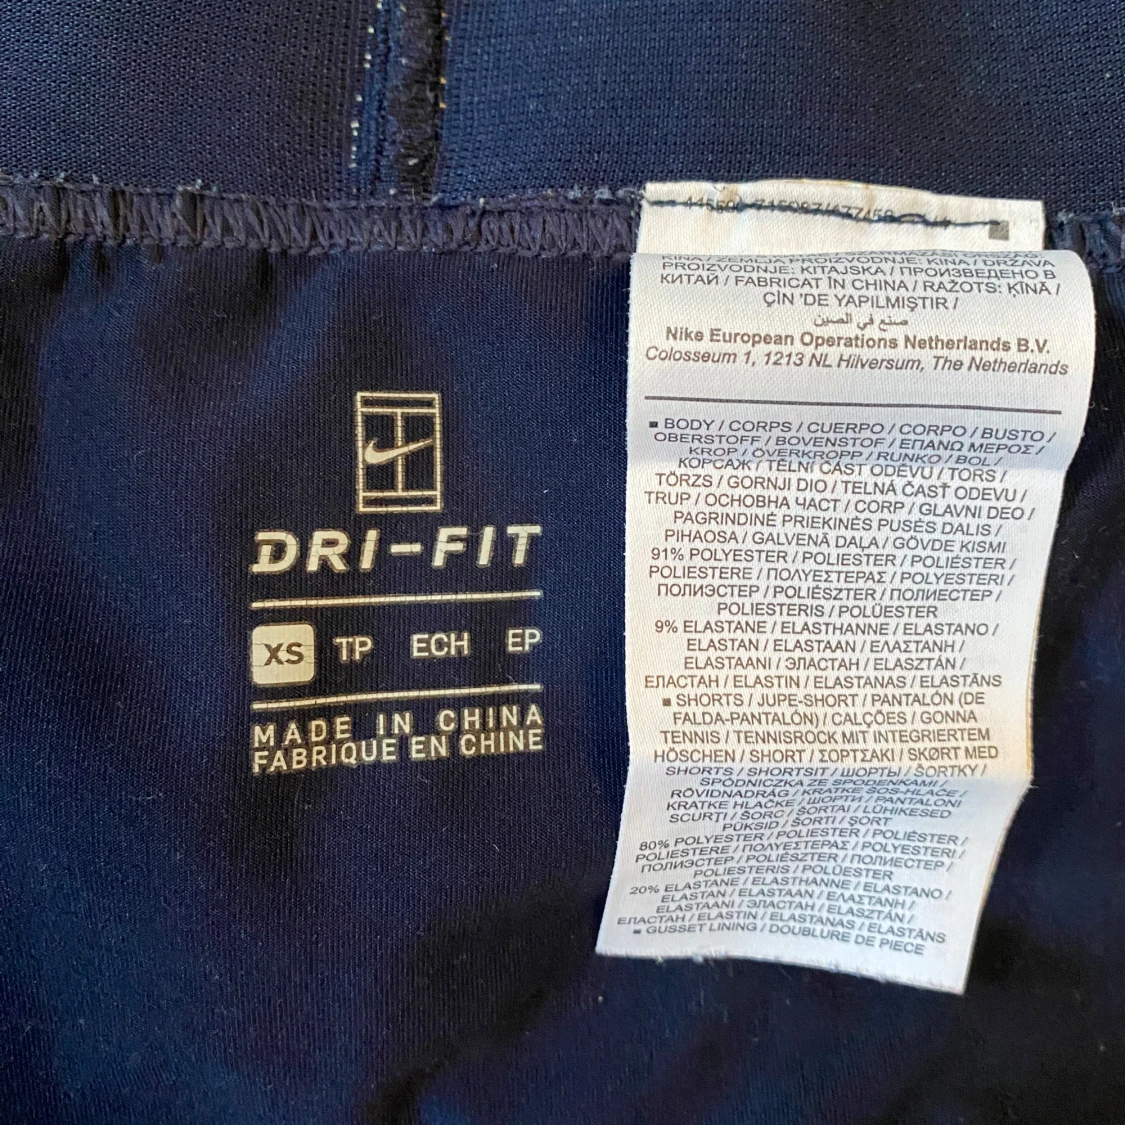 DRI-FIT
XS TP ECH EP
MADE IN CHINA
FABRIQUE EN CHINE
KINA / ZEMLJA PROIZVODNJE: KINA / DRŽAVA
PROIZVODNJE: KITAJSKA / ПРОИЗВЕДЕНО В
КИТАЙ / FABRICAT ÎN CHINA / RAŽOTS: ĶĪNĀ /
ÇİN 'DE YAPILMIŞTIR /
صنع في الصين
Nike European Operations Netherlands B.V.
Colosseum 1, 1213 NL Hilversum, The Netherlands
BODY / CORPS / CUERPO / CORPO / BUSTO /
OBERSTOFF / BOVENSTOF / ΕΠΑΝΩ ΜΕΡΟΣ /
KROP / ÖVERKROPP / RUNKO / BOL /
КОРСАЖ / TĚLNÍ ČÁST ODĚVU / TORS /
TÖRZS / GORNJI DIO / TELNÁ ČASŤ ODEVU /
TRUP / ОСНОВНА ЧАСТ / CORP / GLAVNI DEO /
PAGRINDINĖ PRIEKINĖS PUSĖS DALIS /
PIHAOSA / GALVENĀ DAĻA / GÖVDE KISMI
91% POLYESTER / POLIESTER / POLIÉSTER /
POLIESTERE / ΠΟΛΥΕΣΤΕΡΑΣ / POLYESTERI /
ПОЛИЭСТЕР / POLIÉSZTER / ПОЛИЕСТЕР /
POLIESTERIS / POLÜESTER
9% ELASTANE / ELASTHANNE / ELASTANO /
ELASTAN / ELASTAAN / ΕΛΑΣΤΑΝΗ /
ELASTAANI / ЭЛАСТАН / ELASZTÁN /
ЕЛАСТАН / ELASTIN / ELASTANAS / ELASTĀNS
SHORTS / JUPE-SHORT / PANTALÓN (DE
FALDA-PANTALÓN) / CALÇÕES / GONNA
TENNIS / TENNISROCK MIT INTEGRIERTEM
HÖSCHEN / SHORT / ΣΟΡΤΣΑΚΙ / SKØRT MED
SHORTS / SHORTSIT / ШОРТЫ / ŠORTKY /
SPÓDNICZKA ZE SPODENKAMI /
RÖVIDNADRÁG / KRATKE SOS-HLAČE /
KRATKE HLAČKE / ШОРТИ / PANTALONI
SCURȚI / ŠORC / ŠORTAI / LÜHIKESED
PÜKSID / ŠORTI / ŞORT
80% POLYESTER / POLIESTER / POLIÉSTER /
POLIESTERE / ΠΟΛΥΕΣΤΕΡΑΣ / POLYESTERI /
ПОЛИЭСТЕР / POLIÉSZTER / ПОЛИЕСТЕР /
POLIESTERIS / POLÜESTER
20% ELASTANE / ELASTHANNE / ELASTANO /
ELASTAN / ELASTAAN / ΕΛΑΣΤΑΝΗ /
ELASTAANI / ЭЛАСТАН / ELASZTÁN /
ЕЛАСТАН / ELASTIN / ELASTANAS / ELASTĀNS
GUSSET LINING / DOUBLURE DE PIECE